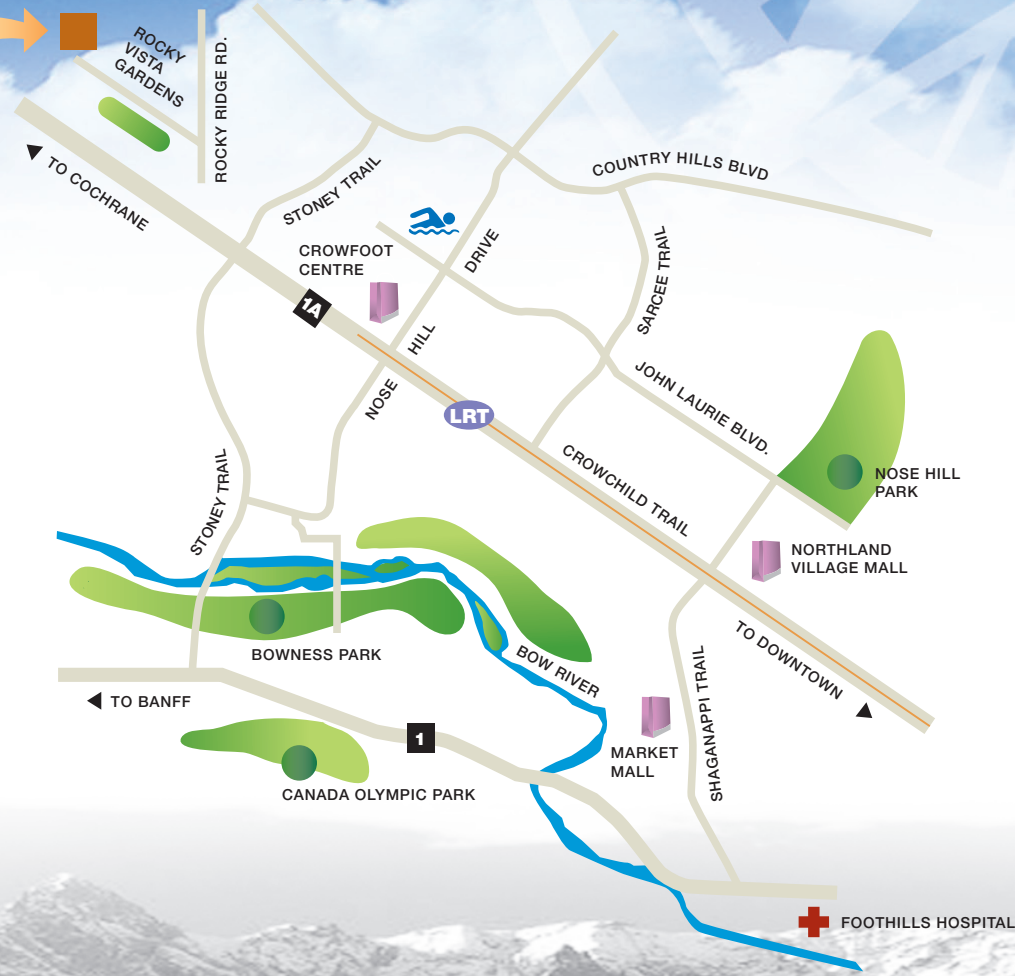 ROCKY
VISTA
GARDENS
ROCKY RIDGE RD.
TO COCHRANE
STONEY TRAIL
COUNTRY HILLS BLVD
CROWFOOT
CENTRE
DRIVE
HILL
NOSE
SARCEE TRAIL
1A
LRT
JOHN LAURIE BLVD.
CROWCHILD TRAIL
NOSE HILL
PARK
STONEY TRAIL
NORTHLAND
VILLAGE MALL
BOWNESS PARK
BOW RIVER
TO DOWNTOWN
SHAGANAPPI TRAIL
TO BANFF
1
MARKET
MALL
CANADA OLYMPIC PARK
FOOTHILLS HOSPITAL